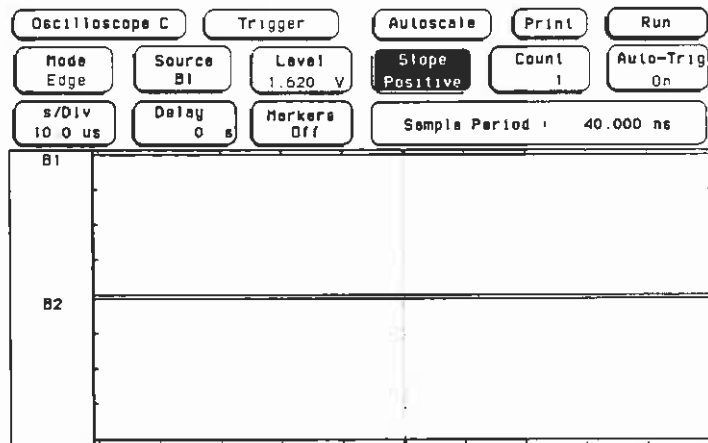 Oscilloscope C Trigger Autoscale Print Run
Mode Source Level Slope Count Auto-Trig
Edge B1 1.620 V Positive 1 On
s/Div Delay Markers Sample Period : 40.000 ns
10.0 us 0 s Off
B1
B2